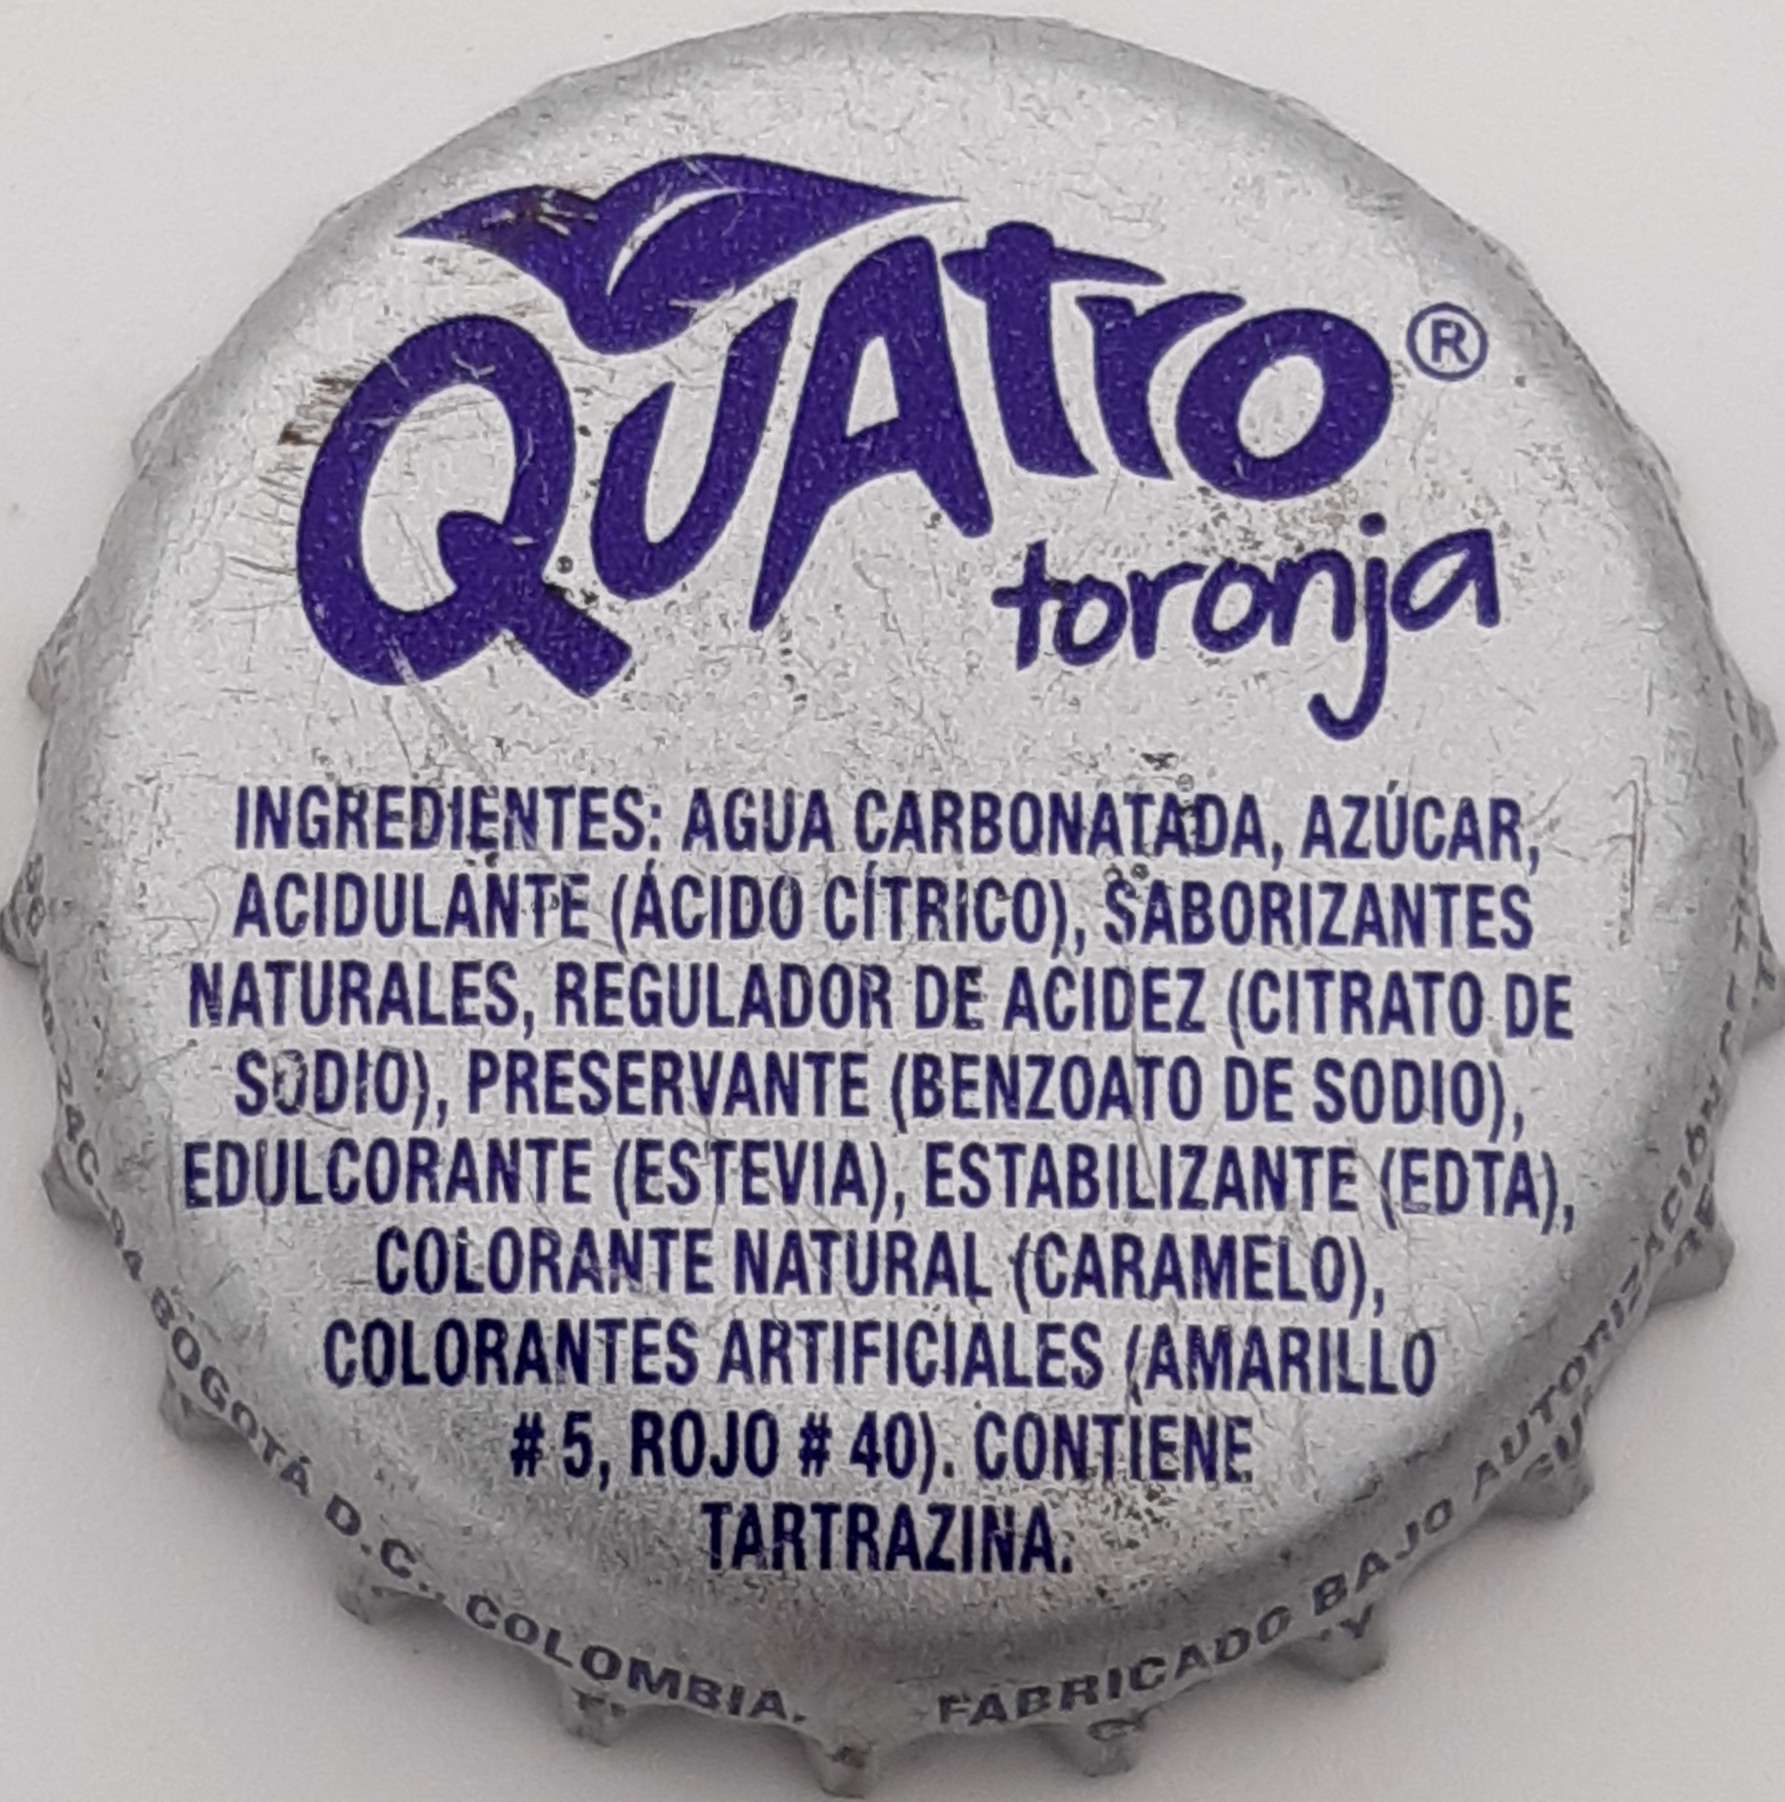 QUAtro®
toronja
INGREDIENTES: AGUA CARBONATADA, AZÚCAR,
ACIDULANTE (ÁCIDO CÍTRICO), SABORIZANTES
NATURALES, REGULADOR DE ACIDEZ (CITRATO DE
SODIO), PRESERVANTE (BENZOATO DE SODIO),
EDULCORANTE (ESTEVIA), ESTABILIZANTE (EDTA),
COLORANTE NATURAL (CARAMELO),
COLORANTES ARTIFICIALES (AMARILLO
# 5, ROJO # 40). CONTIENE
TARTRAZINA.
BOGOTÁ D.C., COLOMBIA.
FABRICADO BAJO AUTORIZACIÓN